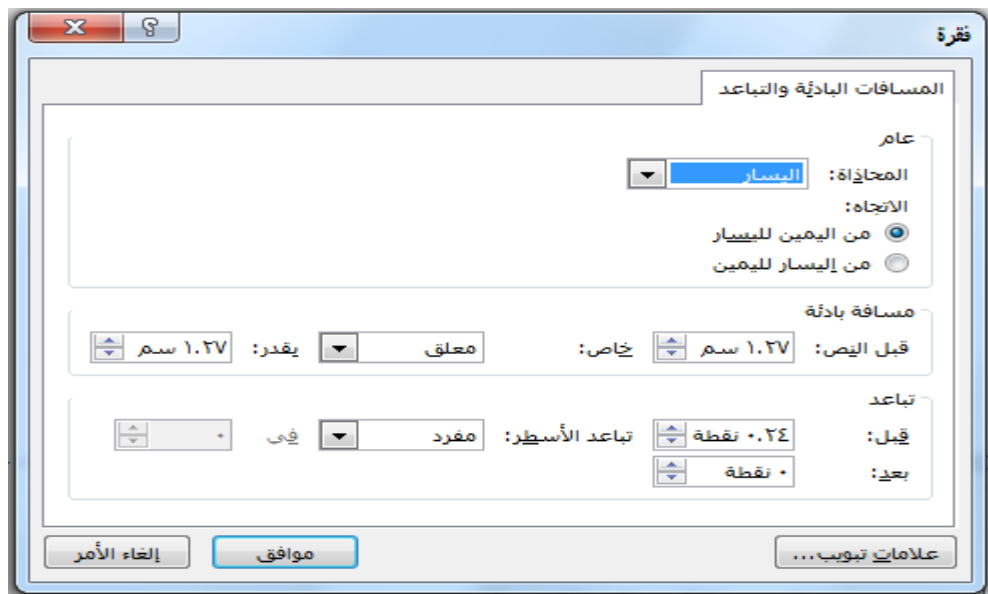 فقرة
المسافات البادئة والتباعد
عام
المحاذاة: اليسار
الاتجاه:
من اليمين لليسار
من إليسار لليمين
مسافة بادئة
قبل النص: ١.٢٧ سم خاص: معلق يقدر: ١.٢٧ سم
تباعد
قبل: ٠.٢٤ نقطة تباعد الأسطر: مفرد في ٠
بعد: ٠ نقطة
علامات تبويب... موافق إلغاء الأمر